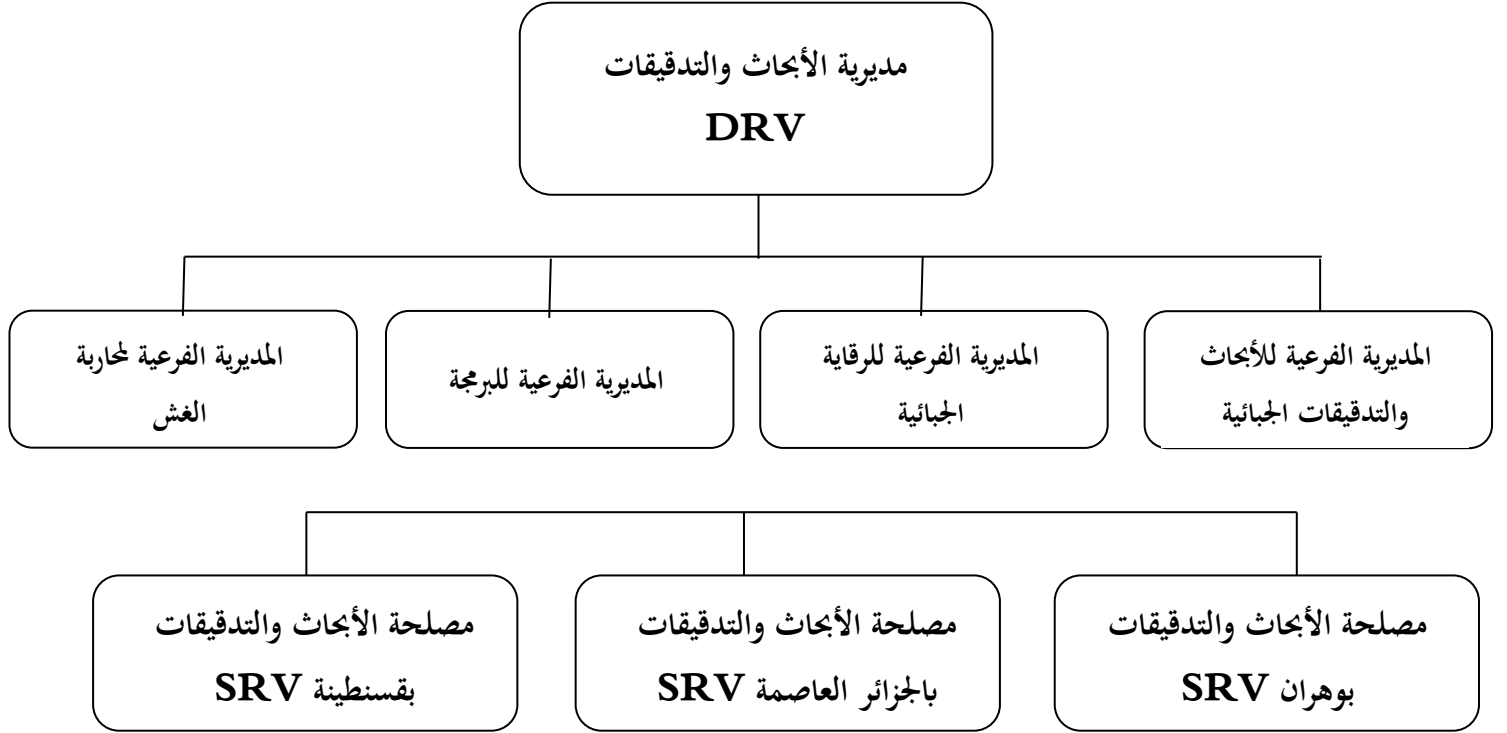 مديرية الأبحاث والتدقيقات
DRV
المديرية الفرعية للأبحاث
والتدقيقات الجبائية
المديرية الفرعية للرقابة
الجبائية
المديرية الفرعية للبرمجة
المديرية الفرعية لمحاربة
الغش
مصلحة الأبحاث والتدقيقات
بوهران SRV
مصلحة الأبحاث والتدقيقات
بالجزائر العاصمة SRV
مصلحة الأبحاث والتدقيقات
بقسنطينة SRV